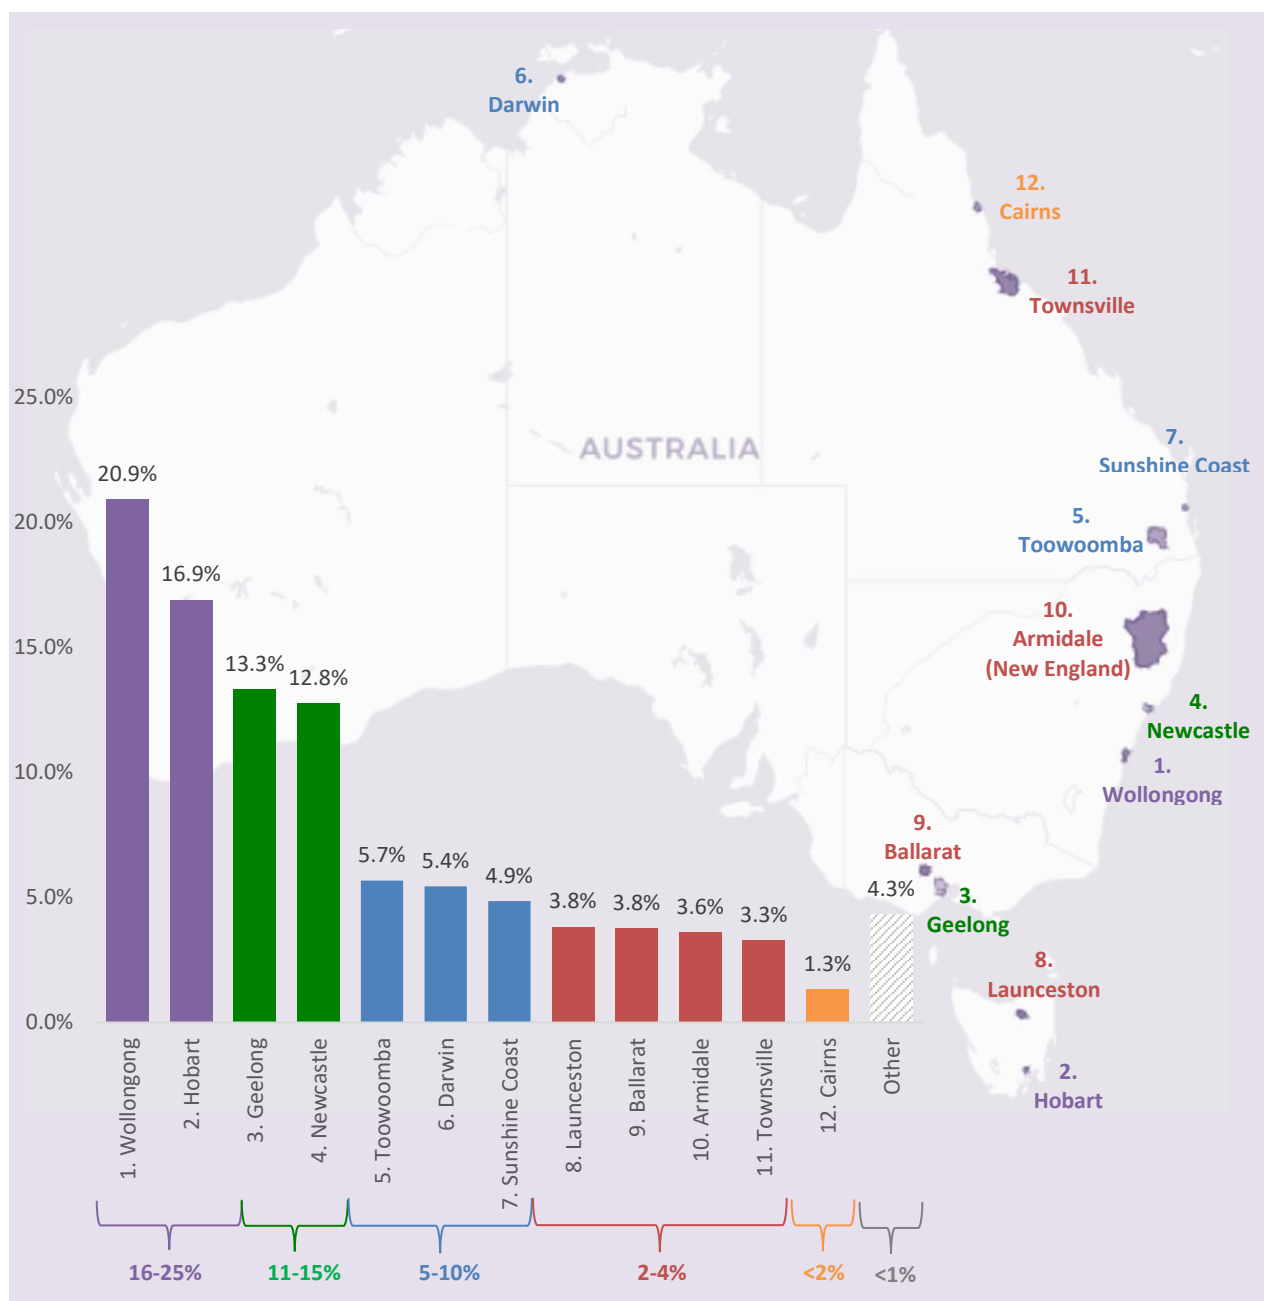 6.
Darwin
12.
Cairns
11.
Townsville
7.
Sunshine Coast
5.
Toowoomba
10.
Armidale
(New England)
4.
Newcastle
1.
Wollongong
9.
Ballarat
3.
Geelong
8.
Launceston
2.
Hobart
AUSTRALIA
25.0%
20.0%
15.0%
10.0%
5.0%
0.0%
20.9%
16.9%
13.3%
12.8%
5.7%
5.4%
4.9%
3.8%
3.8%
3.6%
3.3%
1.3%
4.3%
1. Wollongong
2. Hobart
3. Geelong
4. Newcastle
5. Toowoomba
6. Darwin
7. Sunshine Coast
8. Launceston
9. Ballarat
10. Armidale
11. Townsville
12. Cairns
Other
16-25%
11-15%
5-10%
2-4%
<2%
<1%